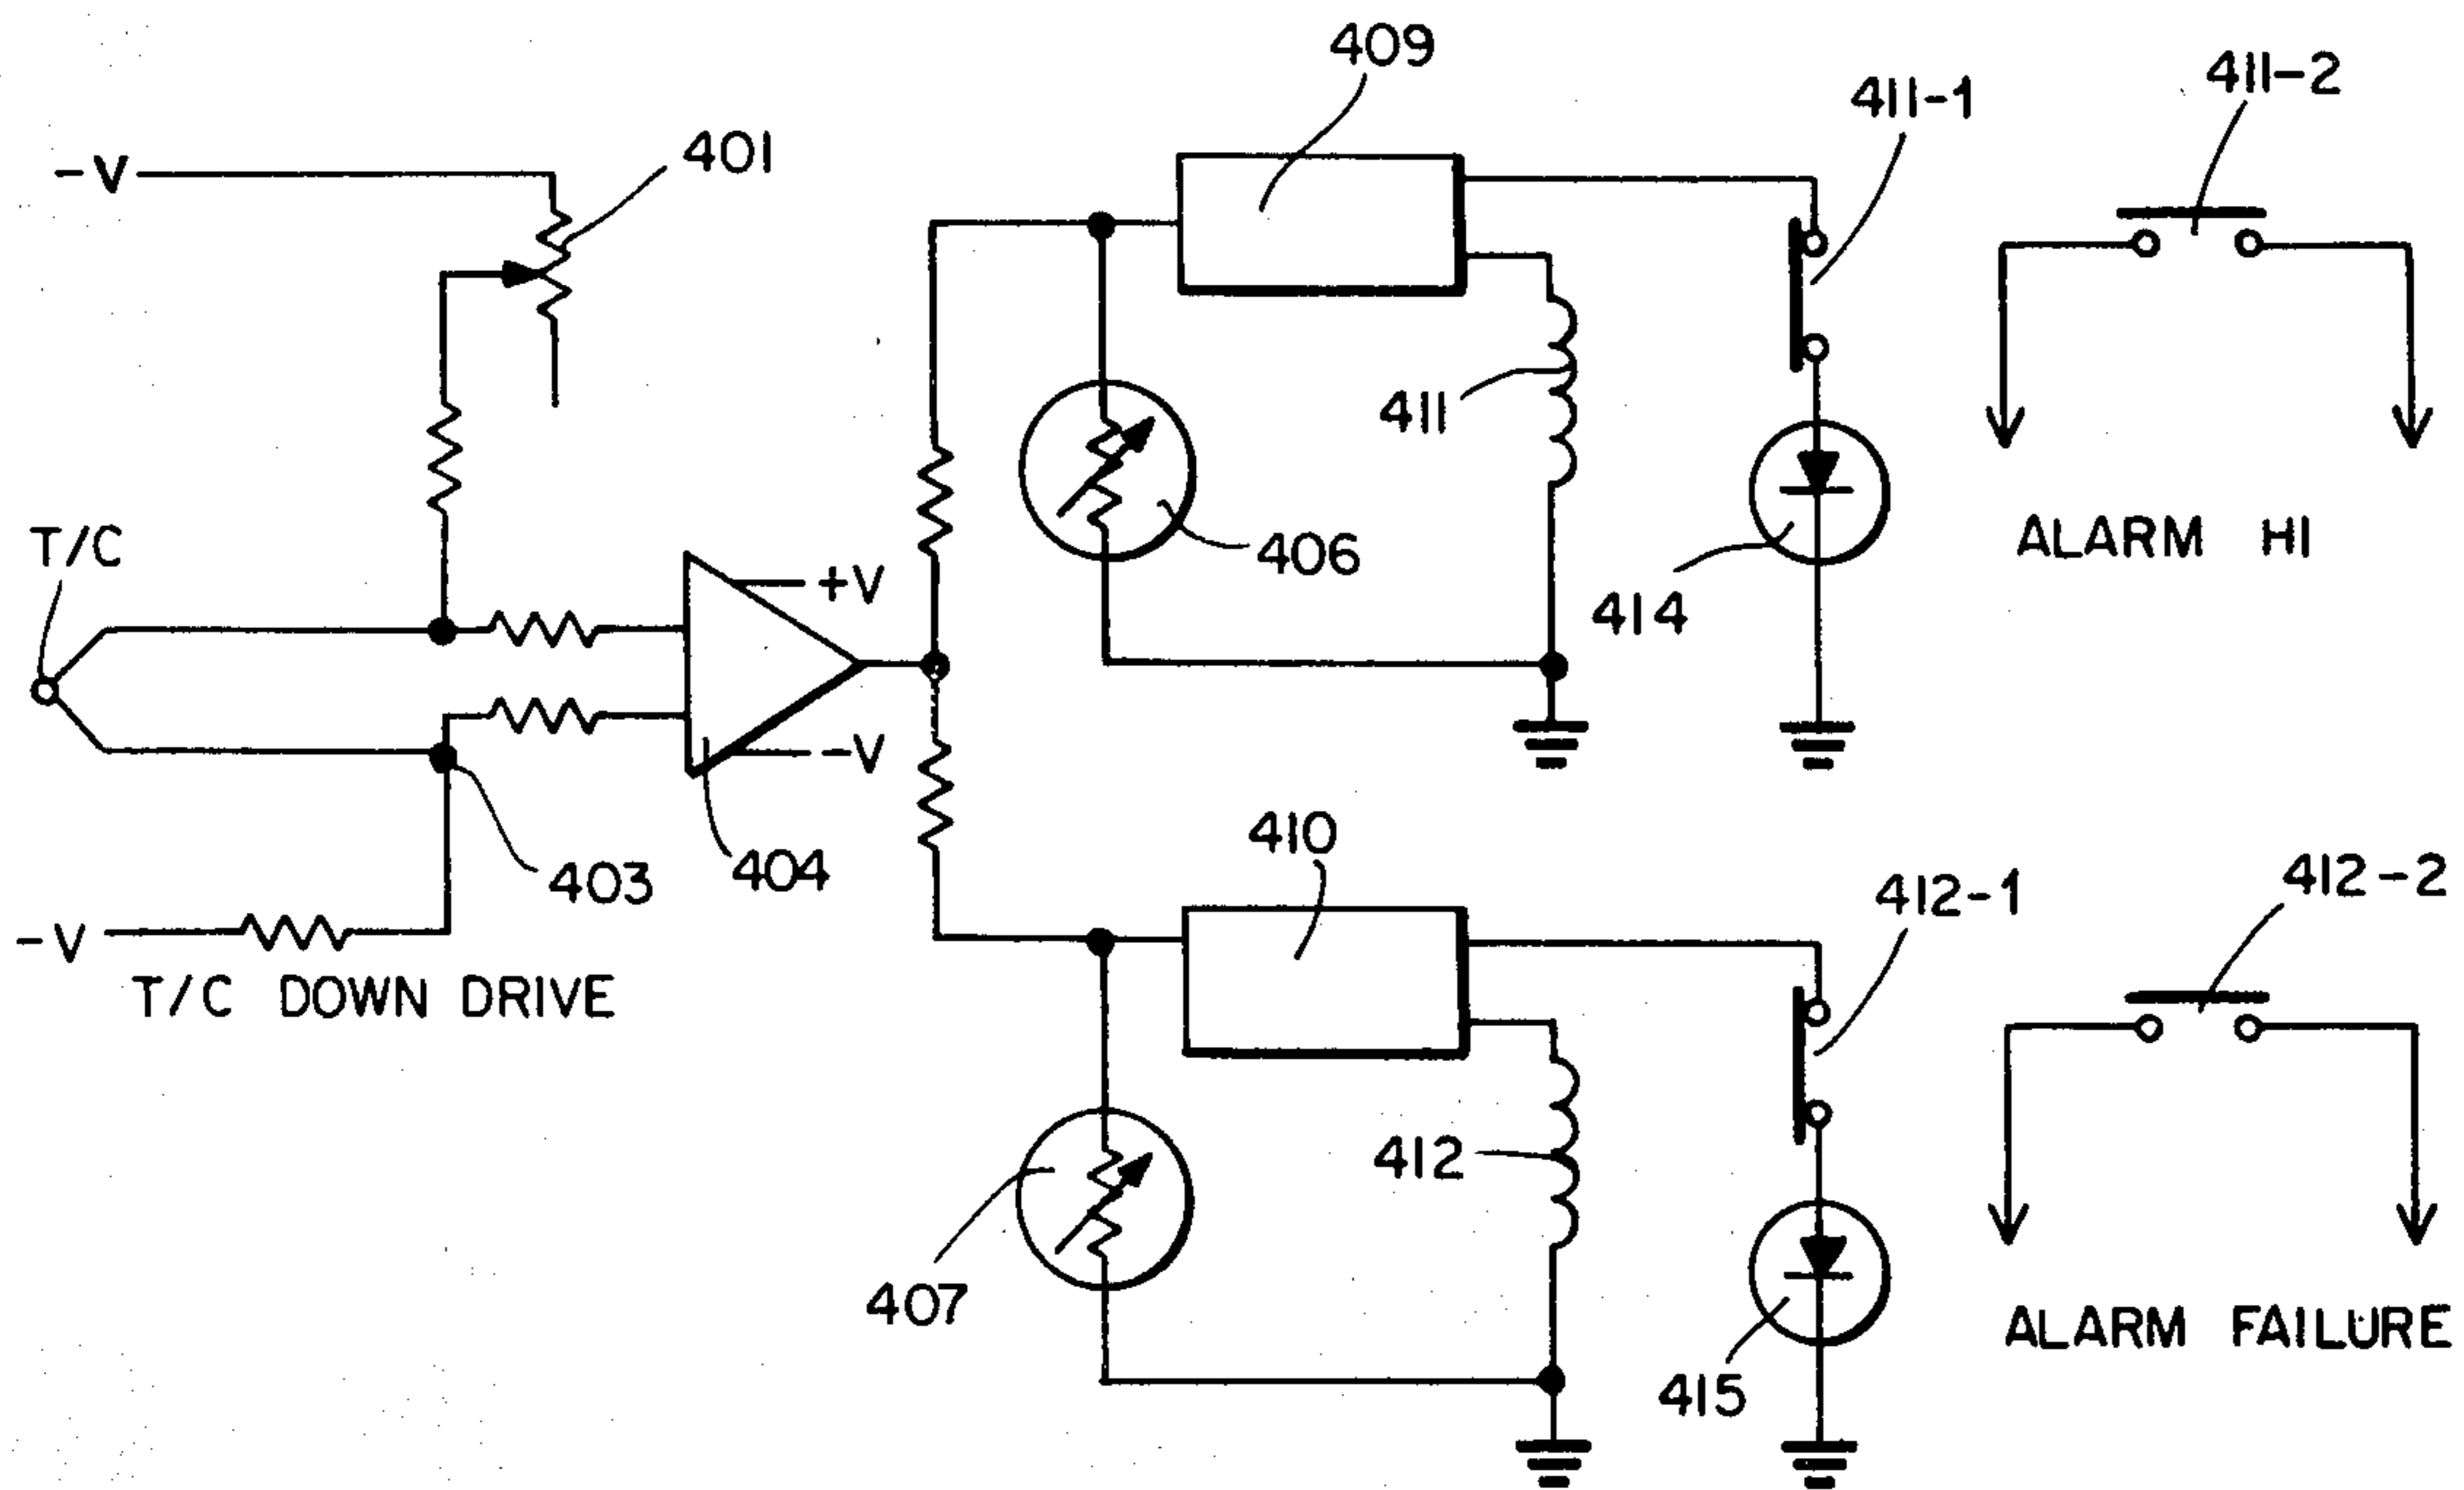 409
411-2
411-1
401
-V
411
T/C
406
+V
ALARM HI
414
-V
410
403
404
412-2
412-1
-V
T/C DOWN DRIVE
412
407
ALARM FAILURE
415